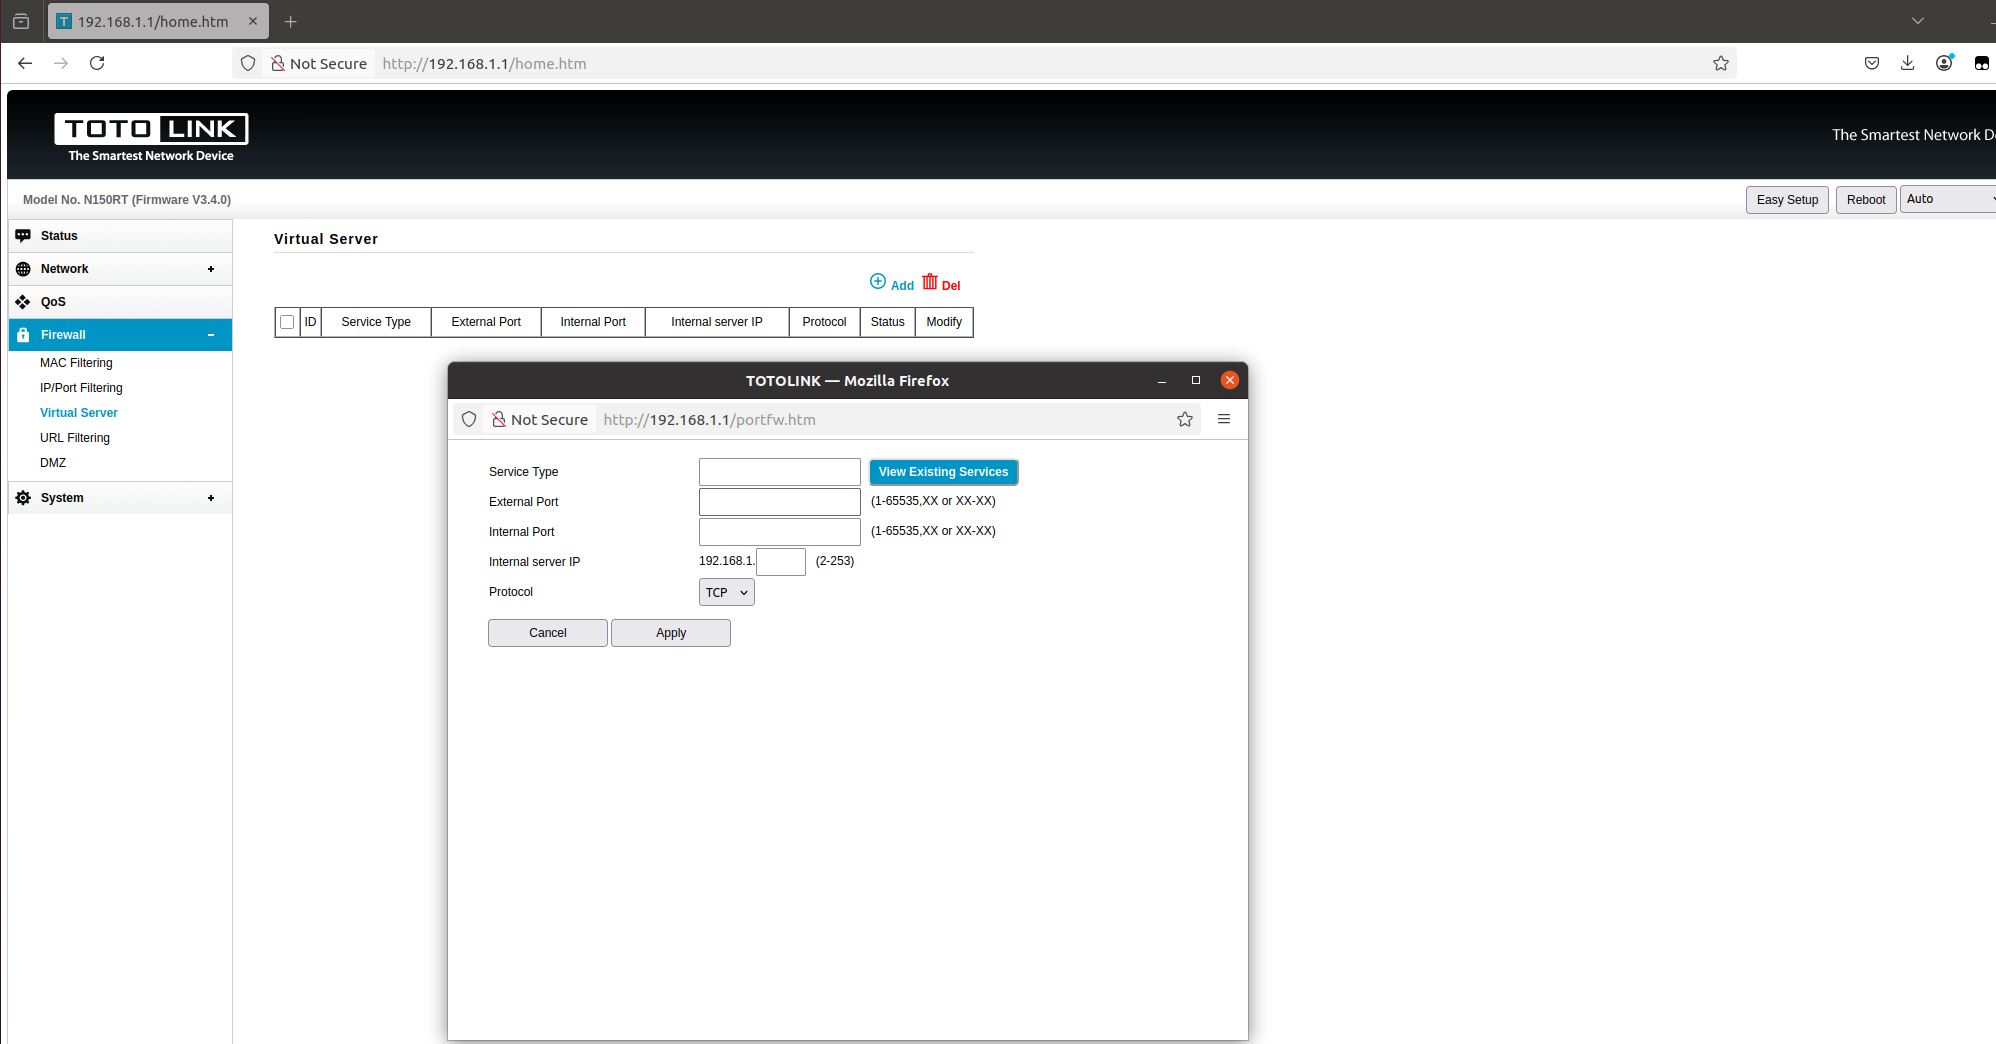 192.168.1.1/home.htm
Not Secure http://192.168.1.1/home.htm
TOTO LINK
The Smartest Network Device
The Smartest Network D
Model No. N150RT (Firmware V3.4.0)
Easy Setup Reboot Auto
Status
Network +
QoS
Firewall −
MAC Filtering
IP/Port Filtering
Virtual Server
URL Filtering
DMZ
System +
Virtual Server
Add Del
ID Service Type External Port Internal Port Internal server IP Protocol Status Modify
TOTOLINK — Mozilla Firefox
Not Secure http://192.168.1.1/portfw.htm
Service Type View Existing Services
External Port (1-65535,XX or XX-XX)
Internal Port (1-65535,XX or XX-XX)
Internal server IP 192.168.1. (2-253)
Protocol TCP
Cancel Apply